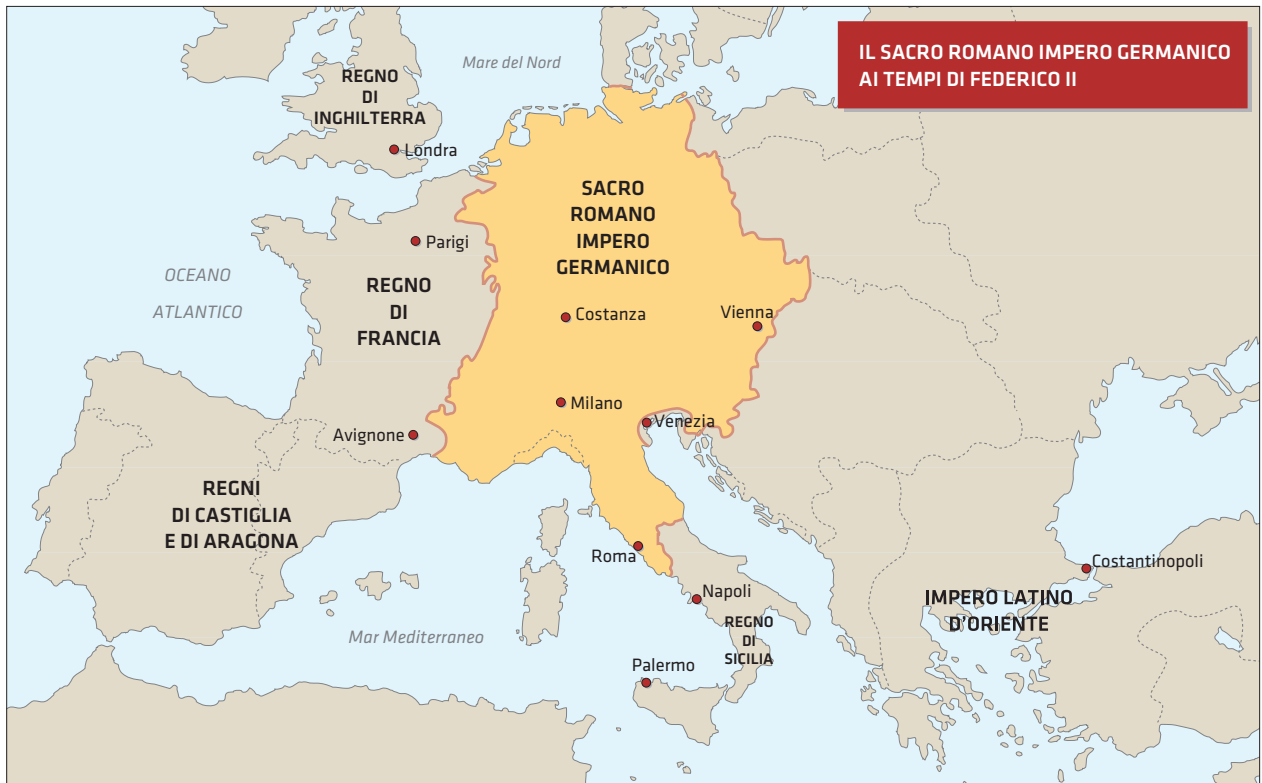 IL SACRO ROMANO IMPERO GERMANICO
AI TEMPI DI FEDERICO II
Mare del Nord
REGNO
DI
INGHILTERRA
Londra
SACRO
ROMANO
IMPERO
GERMANICO
Parigi
OCEANO
ATLANTICO
REGNO
DI
FRANCIA
Costanza
Vienna
Milano
Venezia
Avignone
REGNI
DI CASTIGLIA
E DI ARAGONA
Roma
Costantinopoli
Napoli
IMPERO LATINO
D'ORIENTE
REGNO
DI
SICILIA
Mar Mediterraneo
Palermo